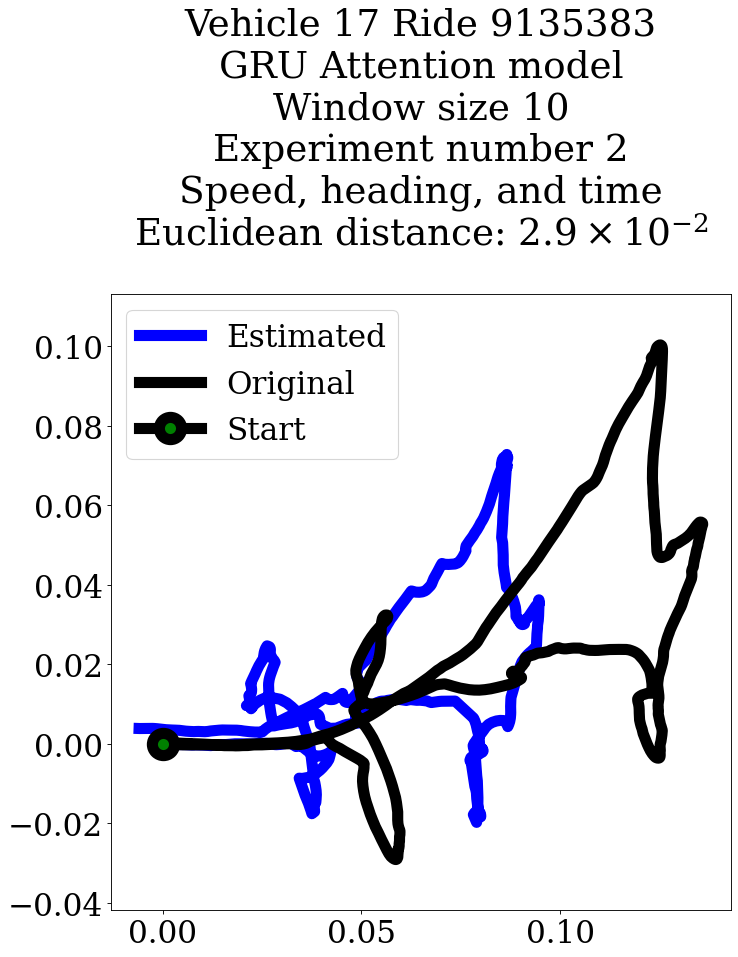 Vehicle 17 Ride 9135383
GRU Attention model
Window size 10
Experiment number 2
Speed, heading, and time
Euclidean distance: 2.9 × 10⁻²
Estimated
Original
Start
0.10
0.08
0.06
0.04
0.02
0.00
−0.02
−0.04
0.00 0.05 0.10